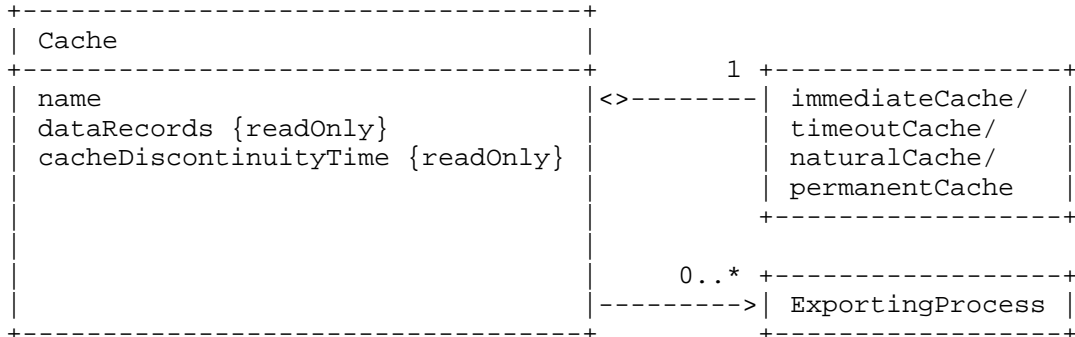 Cache
1
name <>--------| immediateCache/
dataRecords {readOnly} timeoutCache/
cacheDiscontinuityTime {readOnly} naturalCache/
permanentCache
0..*
--------->| ExportingProcess